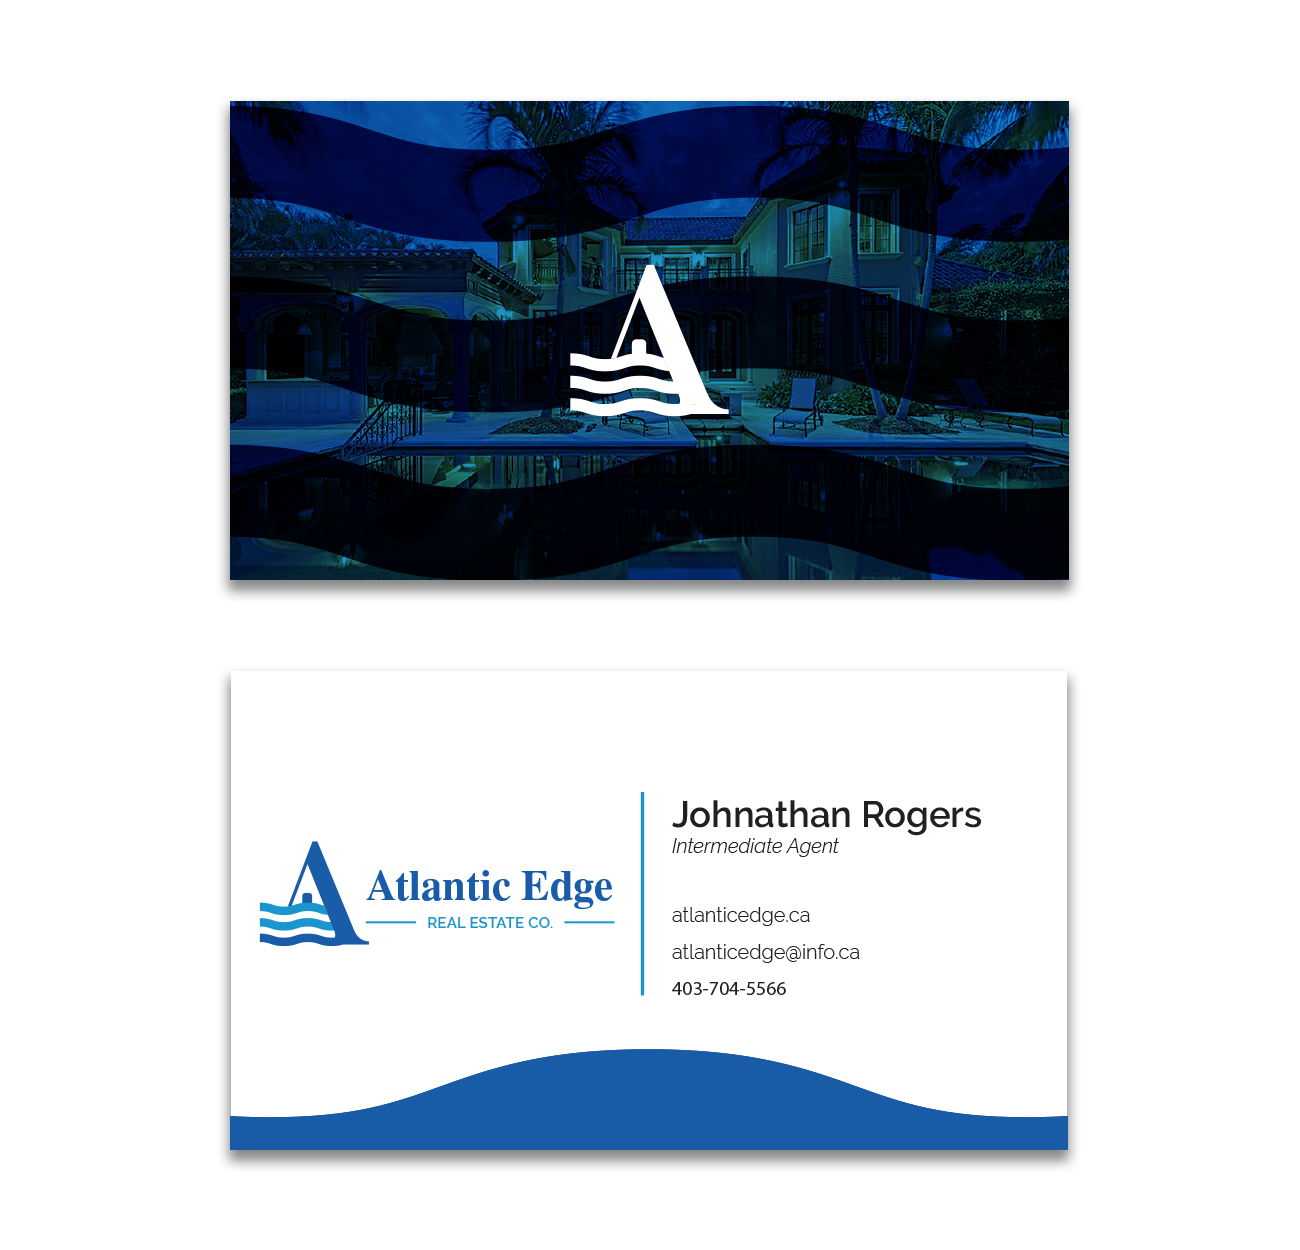 Johnathan Rogers
Intermediate Agent
Atlantic Edge
REAL ESTATE CO.
atlanticedge.ca
atlanticedge@info.ca
403-704-5566